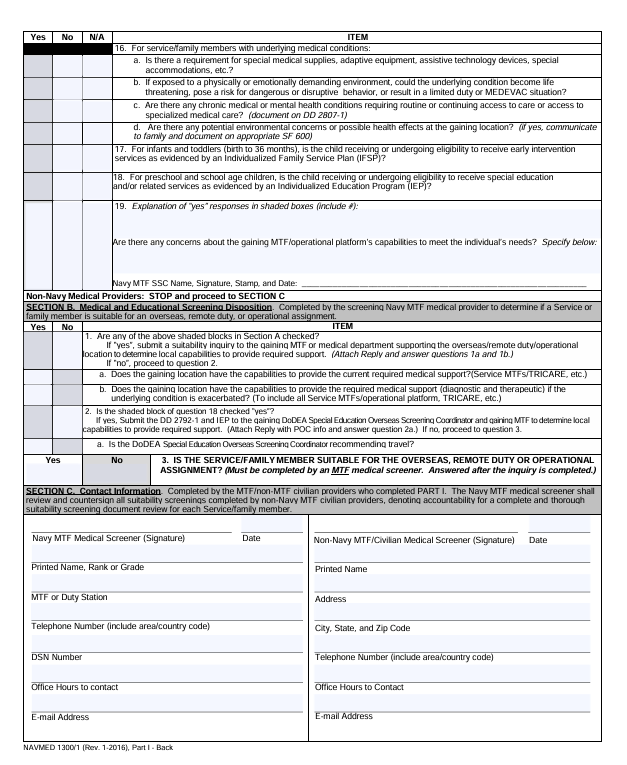 Yes No N/A ITEM
16. For service/family members with underlying medical conditions:
a. Is there a requirement for special medical supplies, adaptive equipment, assistive technology devices, special
accommodations, etc.?
b. If exposed to a physically or emotionally demanding environment, could the underlying condition become life
threatening, pose a risk for dangerous or disruptive behavior, or result in a limited duty or MEDEVAC situation?
c. Are there any chronic medical or mental health conditions requiring routine or continuing access to care or access to
specialized medical care? (document on DD 2807-1)
d. Are there any potential environmental concerns or possible health effects at the gaining location? (if yes, communicate
to family and document on appropriate SF 600)
17. For infants and toddlers (birth to 36 months), is the child receiving or undergoing eligibility to receive early intervention
services as evidenced by an Individualized Family Service Plan (IFSP)?
18. For preschool and school age children, is the child receiving or undergoing eligibility to receive special education
and/or related services as evidenced by an Individualized Education Program (IEP)?
19. Explanation of "yes" responses in shaded boxes (include #):
Are there any concerns about the gaining MTF/operational platform's capabilities to meet the individual's needs? Specify below:
Navy MTF SSC Name, Signature, Stamp, and Date:
Non-Navy Medical Providers: STOP and proceed to SECTION C
SECTION B. Medical and Educational Screening Disposition. Completed by the screening Navy MTF medical provider to determine if a Service or
family member is suitable for an overseas, remote duty, or operational assignment.
Yes No ITEM
1. Are any of the above shaded blocks in Section A checked?
If "yes", submit a suitability inquiry to the gaining MTF or medical department supporting the overseas/remote duty/operational
location to determine local capabilities to provide required support. (Attach Reply and answer questions 1a and 1b.)
If "no", proceed to question 2.
a. Does the gaining location have the capabilities to provide the current required medical support?(Service MTFs/TRICARE, etc.)
b. Does the gaining location have the capabilities to provide the required medical support (diagnostic and therapeutic) if the
underlying condition is exacerbated? (To include all Service MTFs/operational platform, TRICARE, etc.)
2. Is the shaded block of question 18 checked "yes"?
If yes, Submit the DD 2792-1 and IEP to the gaining DoDEA Special Education Overseas Screening Coordinator and gaining MTF to determine local
capabilities to provide required support. (Attach Reply with POC info and answer question 2a.) If no, proceed to question 3.
a. Is the DoDEA Special Education Overseas Screening Coordinator recommending travel?
Yes No 3. IS THE SERVICE/FAMILY MEMBER SUITABLE FOR THE OVERSEAS, REMOTE DUTY OR OPERATIONAL
ASSIGNMENT? (Must be completed by an MTF medical screener. Answered after the inquiry is completed.)
SECTION C. Contact Information. Completed by the MTF/non-MTF civilian providers who completed PART I. The Navy MTF medical screener shall
review and countersign all suitability screenings completed by non-Navy MTF civilian providers, denoting accountability for a complete and thorough
suitability screening document review for each Service/family member.
Navy MTF Medical Screener (Signature) Date
Printed Name, Rank or Grade
MTF or Duty Station
Telephone Number (include area/country code)
DSN Number
Office Hours to contact
E-mail Address
Non-Navy MTF/Civilian Medical Screener (Signature) Date
Printed Name
Address
City, State, and Zip Code
Telephone Number (include area/country code)
Office Hours to Contact
E-mail Address
NAVMED 1300/1 (Rev. 1-2016), Part I - Back